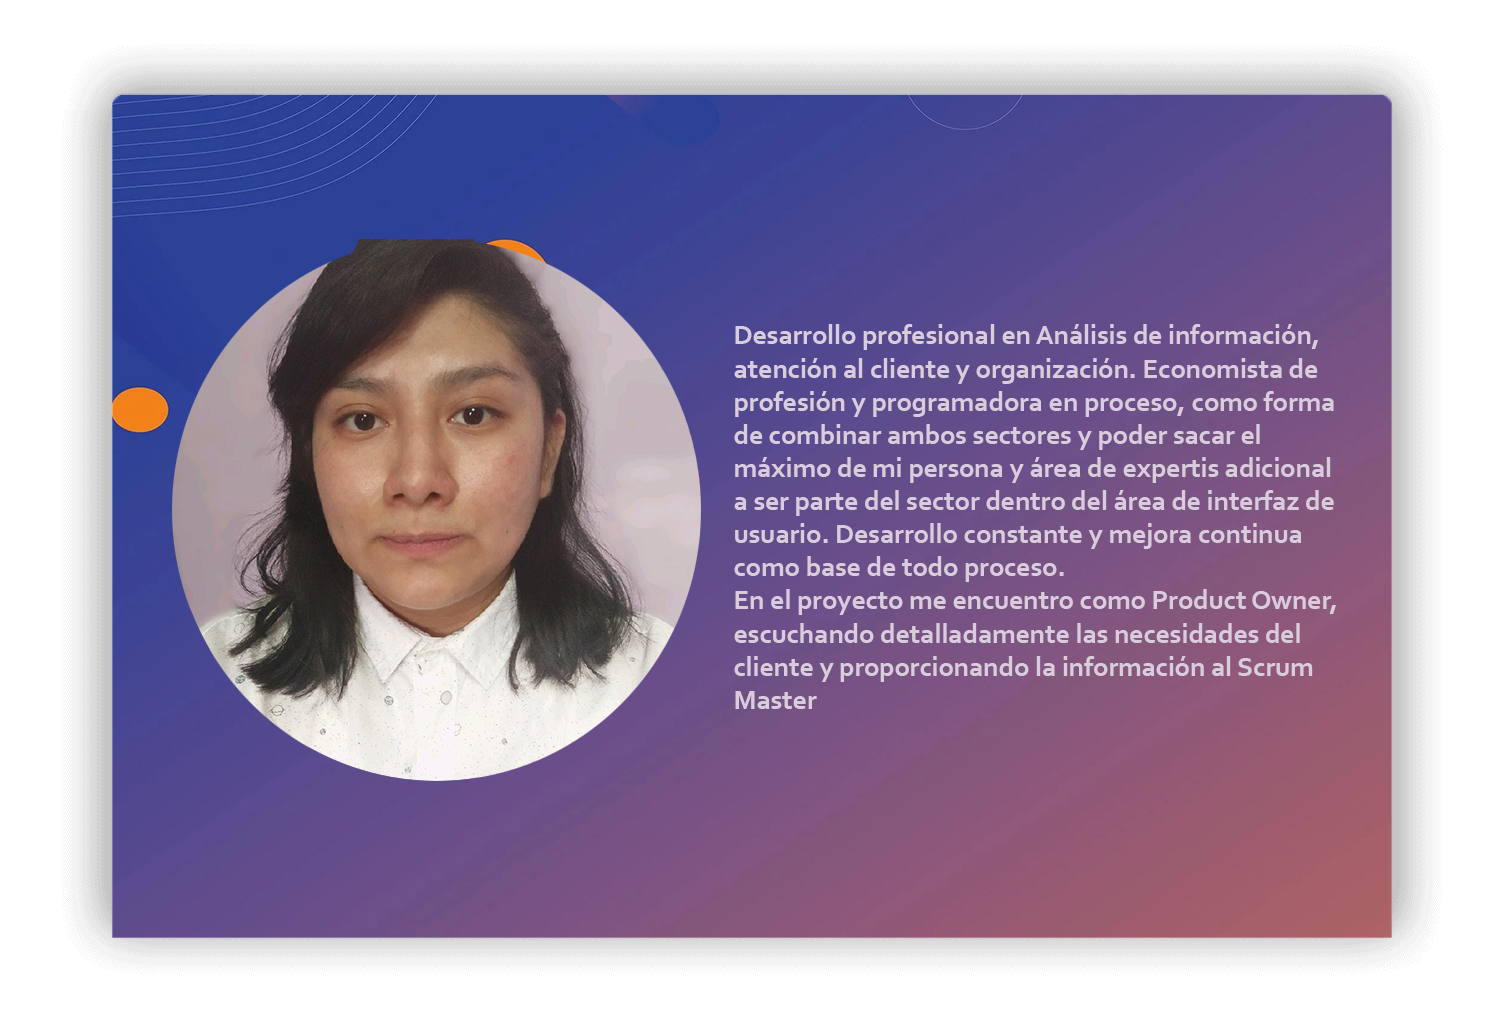 Desarrollo profesional en Análisis de información,
atención al cliente y organización. Economista de
profesión y programadora en proceso, como forma
de combinar ambos sectores y poder sacar el
máximo de mi persona y área de expertis adicional
a ser parte del sector dentro del área de interfaz de
usuario. Desarrollo constante y mejora continua
como base de todo proceso.
En el proyecto me encuentro como Product Owner,
escuchando detalladamente las necesidades del
cliente y proporcionando la información al Scrum
Master